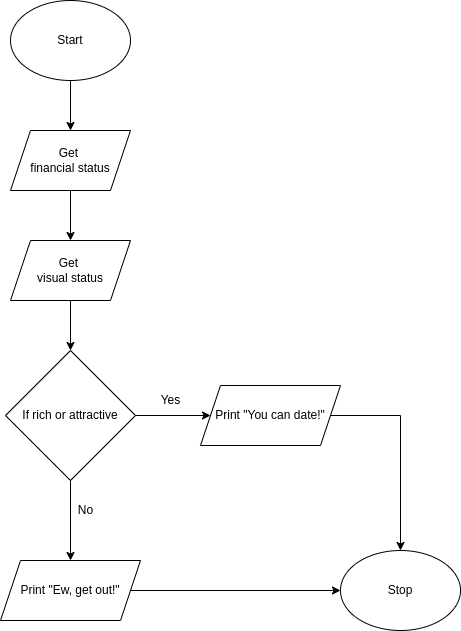 Start
Get
financial status
Get
visual status
If rich or attractive
Yes
Print "You can date!"
No
Print "Ew, get out!"
Stop